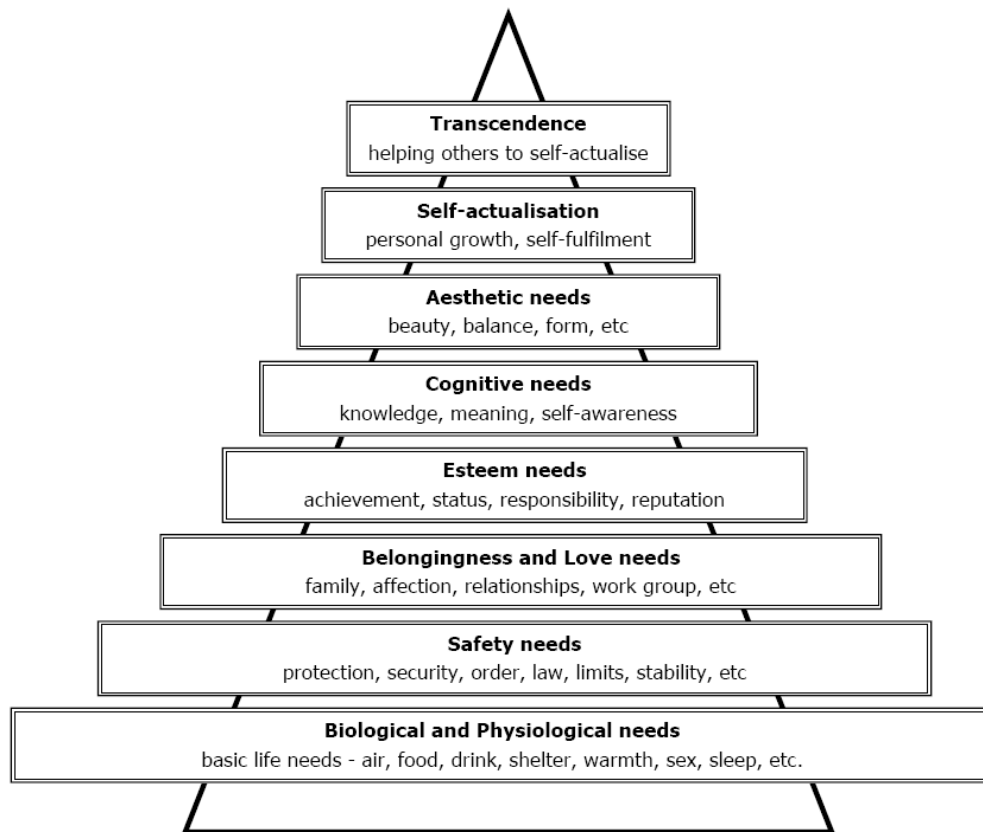 Transcendence
helping others to self-actualise
Self-actualisation
personal growth, self-fulfilment
Aesthetic needs
beauty, balance, form, etc
Cognitive needs
knowledge, meaning, self-awareness
Esteem needs
achievement, status, responsibility, reputation
Belongingness and Love needs
family, affection, relationships, work group, etc
Safety needs
protection, security, order, law, limits, stability, etc
Biological and Physiological needs
basic life needs - air, food, drink, shelter, warmth, sex, sleep, etc.